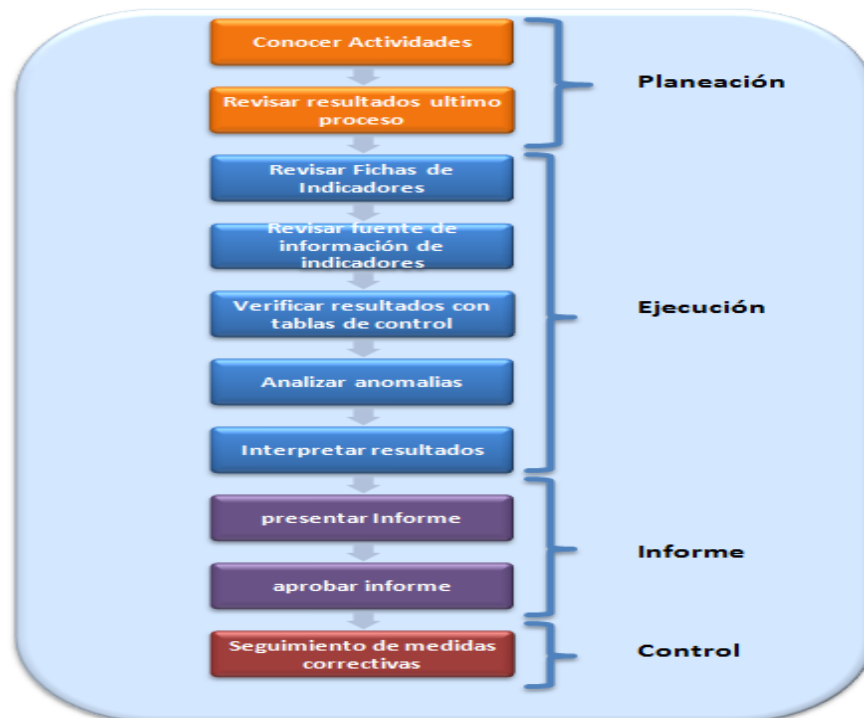 Conocer Actividades
Planeación
Revisar resultados ultimo
proceso
Revisar Fichas de
Indicadores
Revisar fuente de
información de
indicadores
Verificar resultados con
tablas de control
Ejecución
Analizar anomalias
Interpretar resultados
presentar Informe
Informe
aprobar informe
Seguimiento de medidas
correctivas
Control